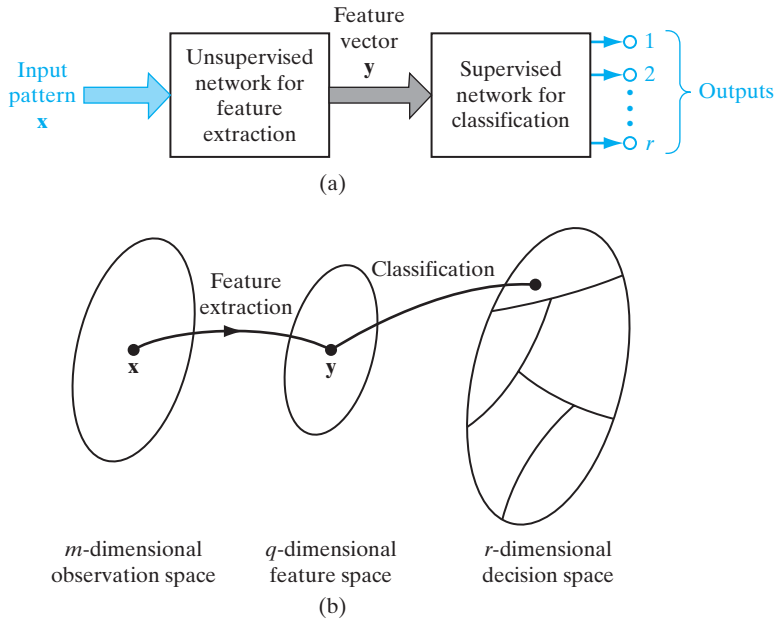 Input
pattern
x
Unsupervised
network for
feature
extraction
Feature
vector
y
Supervised
network for
classification
1
2
r
Outputs
(a)
Feature
extraction
Classification
x
y
m-dimensional
observation space
q-dimensional
feature space
r-dimensional
decision space
(b)